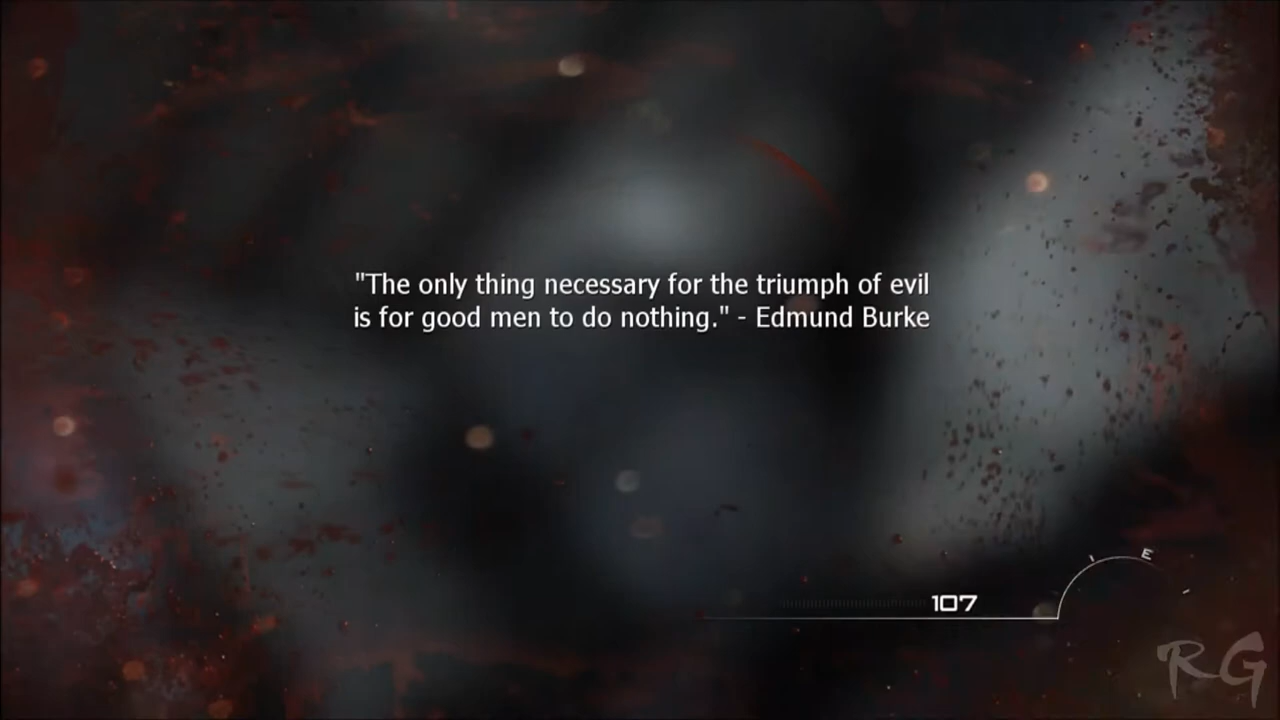 "The only thing necessary for the triumph of evil
is for good men to do nothing." - Edmund Burke
107
E
RG